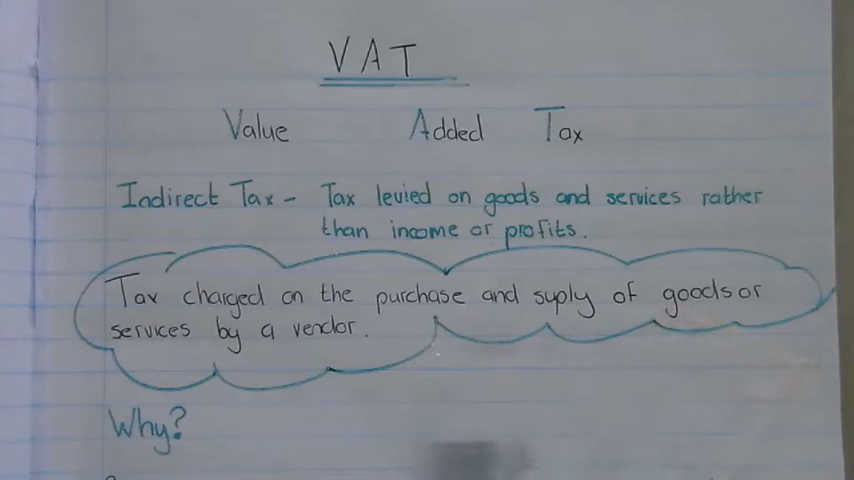 VAT
Value Added Tax
Indirect Tax - Tax levied on goods and services rather
than income or profits.
Tax charged on the purchase and suply of goods or
services by a vendor.
Why?